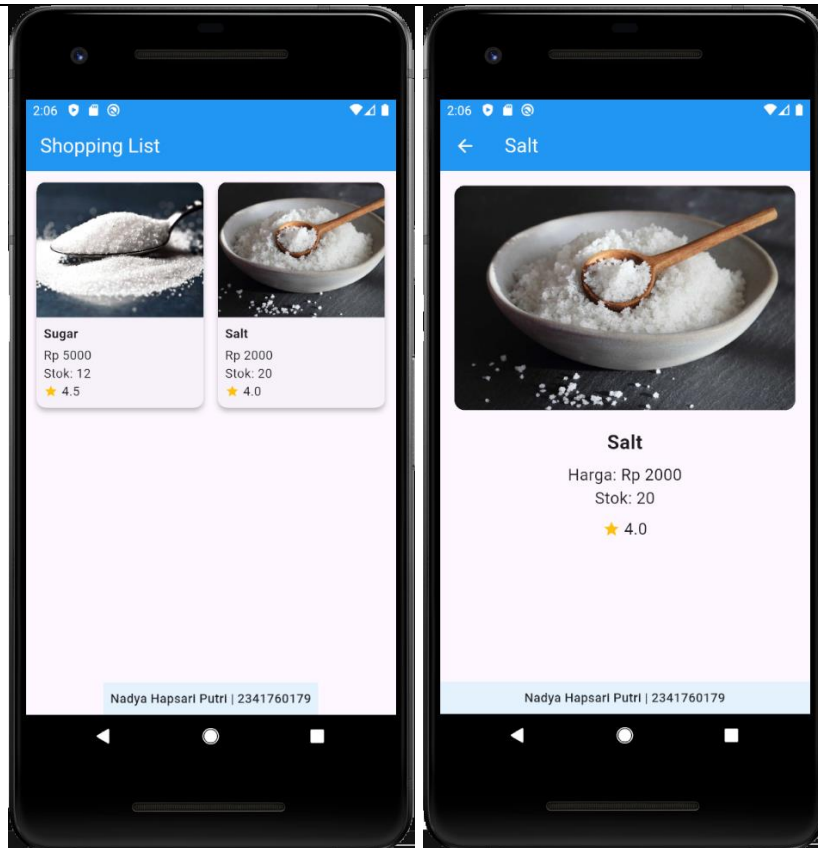 2:06
Shopping List
Sugar
Rp 5000
Stok: 12
4.5
Salt
Rp 2000
Stok: 20
4.0
Nadya Hapsari Putri | 2341760179
2:06
Salt
Salt
Harga: Rp 2000
Stok: 20
4.0
Nadya Hapsari Putri | 2341760179